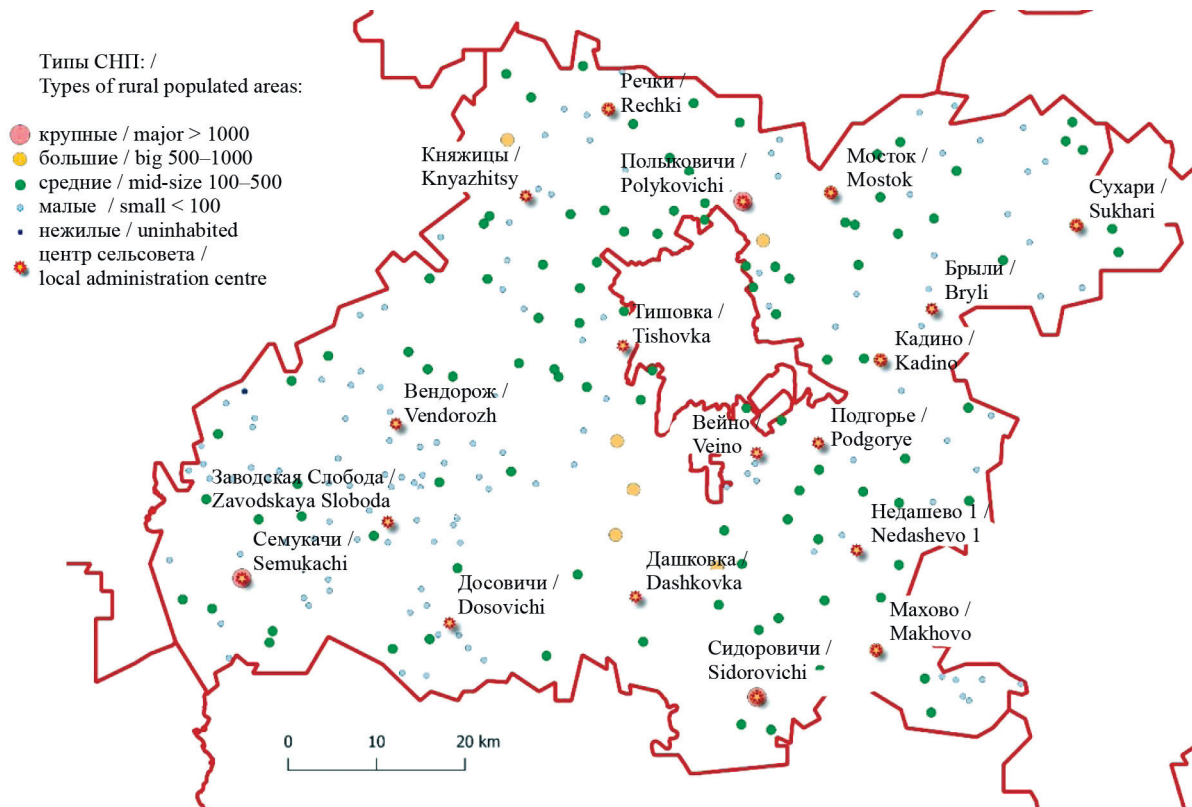 Типы СНП: /
Types of rural populated areas:
крупные / major > 1000
большие / big 500–1000
средние / mid-size 100–500
малые / small < 100
нежилые / uninhabited
центр сельсовета /
local administration centre
Речки /
Rechki
Княжицы /
Knyazhitsy
Полыковичи /
Polykovichi
Мосток /
Mostok
Сухари /
Sukhari
Брыли /
Bryli
Тишовка /
Tishovka
Кадино /
Kadino
Вендорож /
Vendorozh
Вейно /
Veino
Подгорье /
Podgorye
Заводская Слобода /
Zavodskaya Sloboda
Недашево 1 /
Nedashevo 1
Семукачи /
Semukachi
Досовичи /
Dosovichi
Дашковка /
Dashkovka
Махово /
Makhovo
Сидоровичи /
Sidorovichi
0 10 20 km